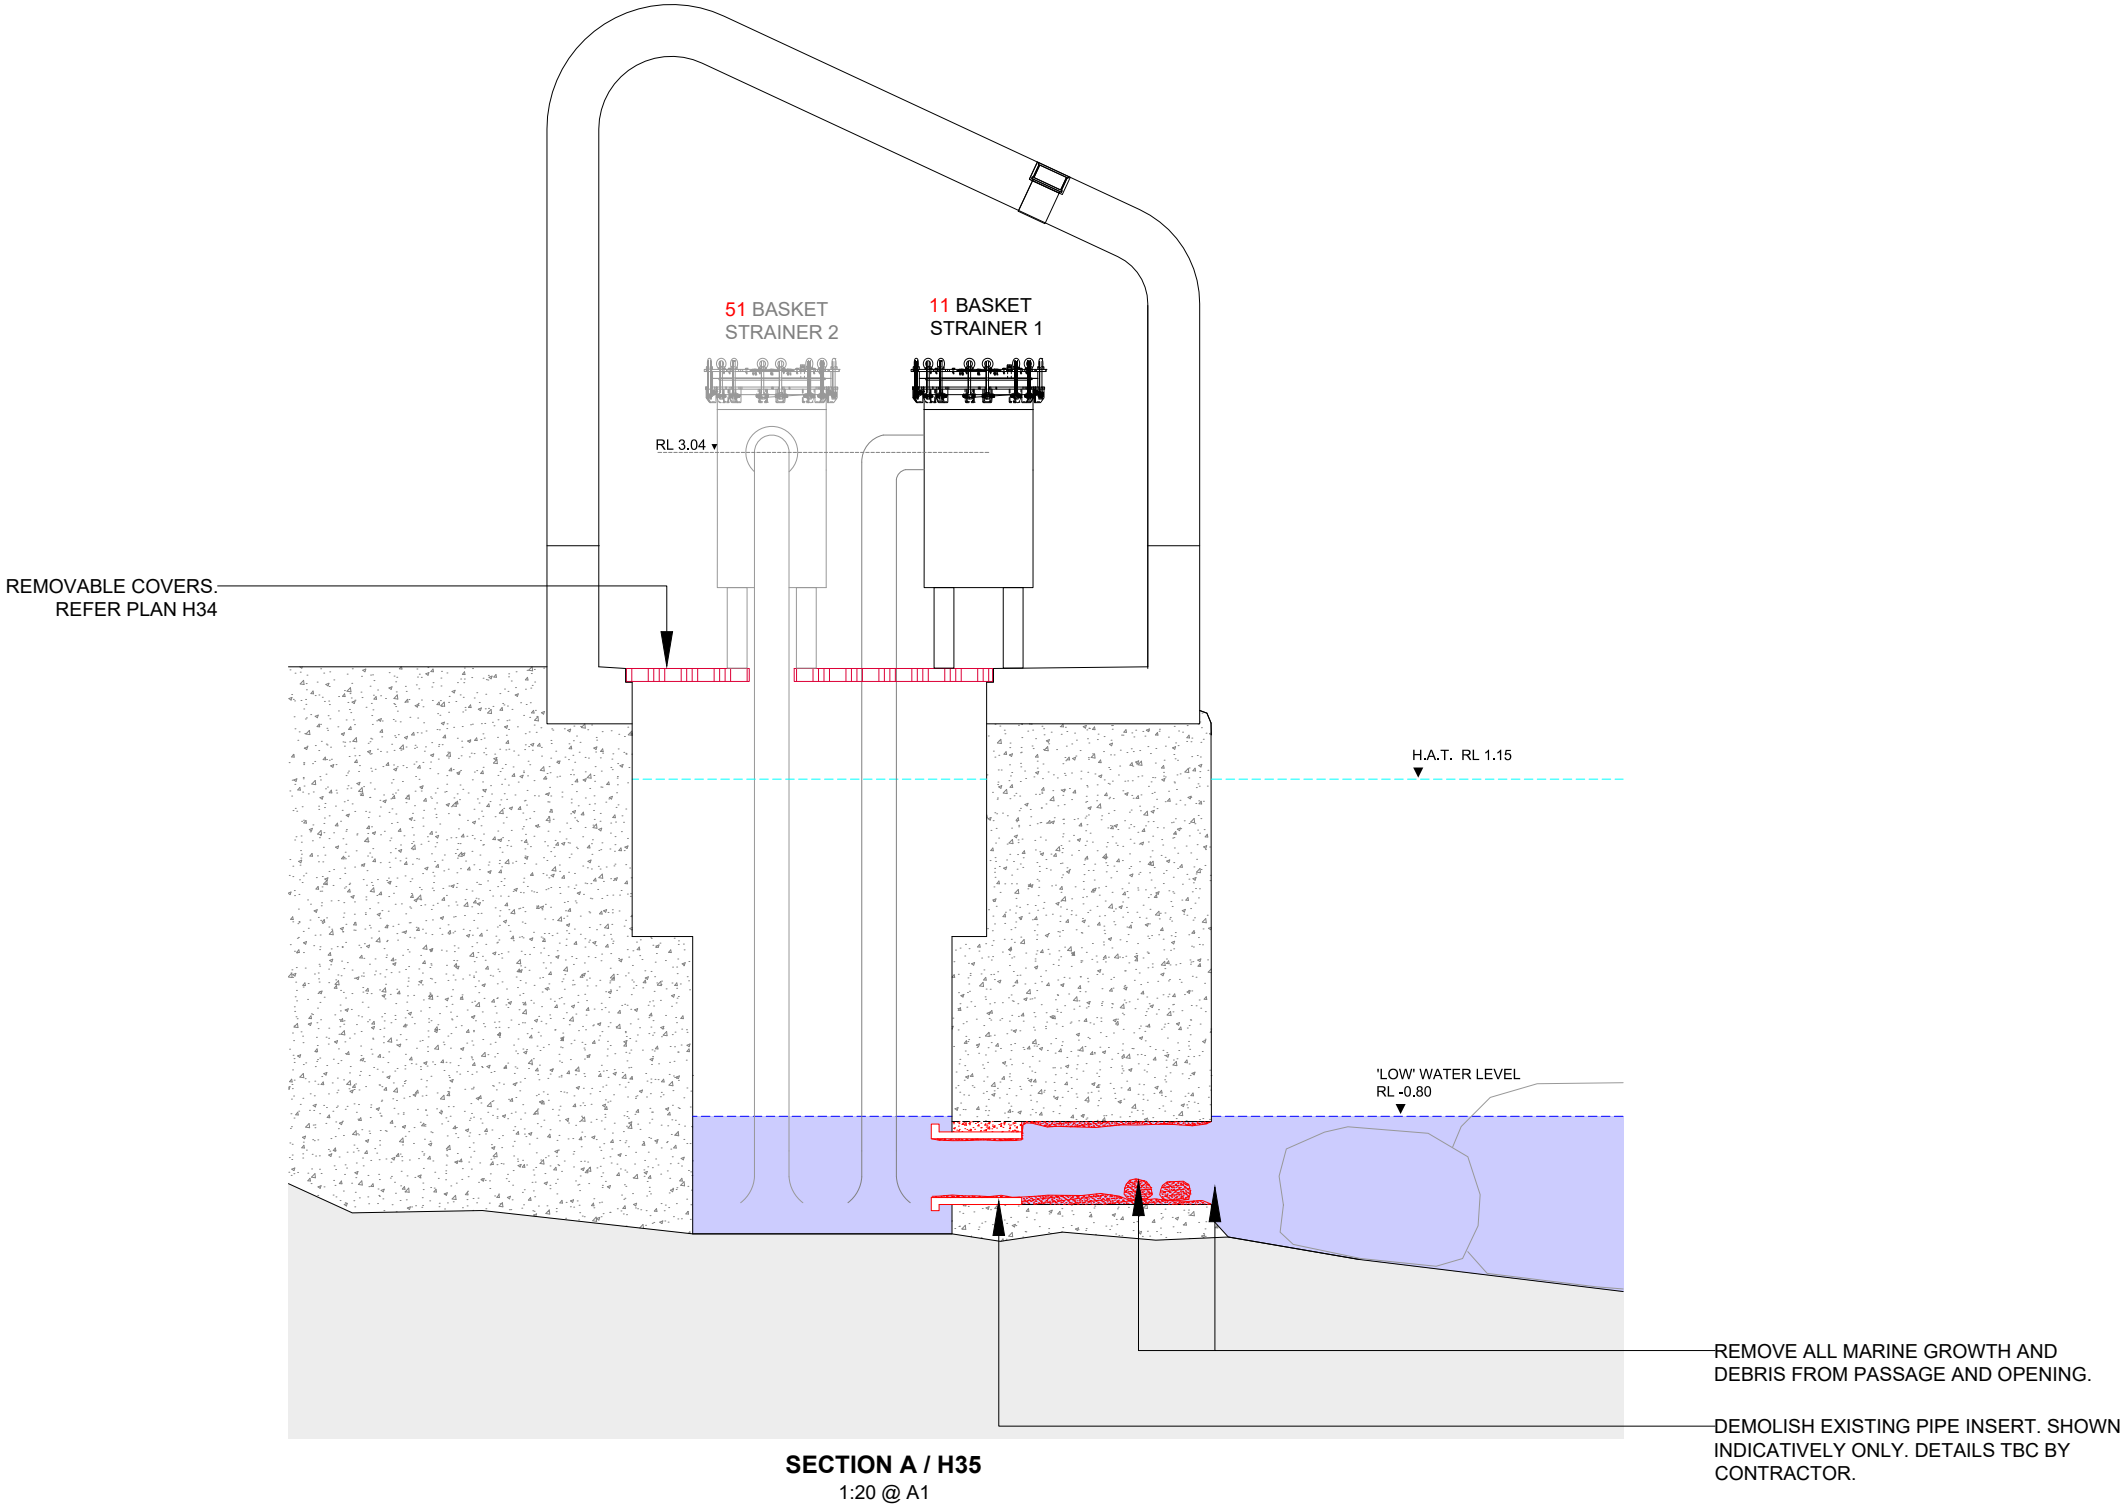 51 BASKET
STRAINER 2
11 BASKET
STRAINER 1
RL 3.04
REMOVABLE COVERS.
REFER PLAN H34
H.A.T. RL 1.15
'LOW' WATER LEVEL
RL -0.80
REMOVE ALL MARINE GROWTH AND
DEBRIS FROM PASSAGE AND OPENING.
DEMOLISH EXISTING PIPE INSERT. SHOWN
INDICATIVELY ONLY. DETAILS TBC BY
CONTRACTOR.
SECTION A / H35
1:20 @ A1